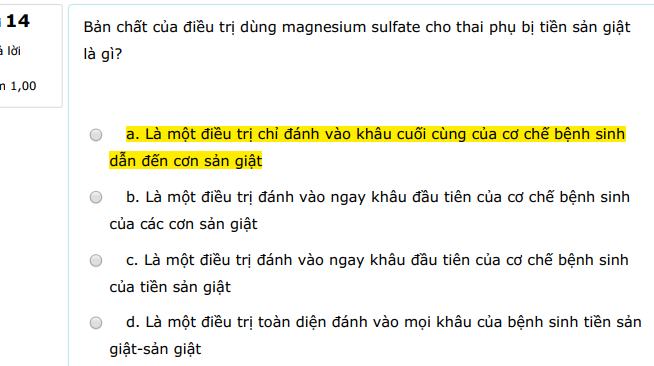 14
lời
1,00
Bản chất của điều trị dùng magnesium sulfate cho thai phụ bị tiền sản giật
là gì?
a. Là một điều trị chỉ đánh vào khâu cuối cùng của cơ chế bệnh sinh
dẫn đến cơn sản giật
b. Là một điều trị đánh vào ngay khâu đầu tiên của cơ chế bệnh sinh
của các cơn sản giật
c. Là một điều trị đánh vào ngay khâu đầu tiên của cơ chế bệnh sinh
của tiền sản giật
d. Là một điều trị toàn diện đánh vào mọi khâu của bệnh sinh tiền sản
giật-sản giật